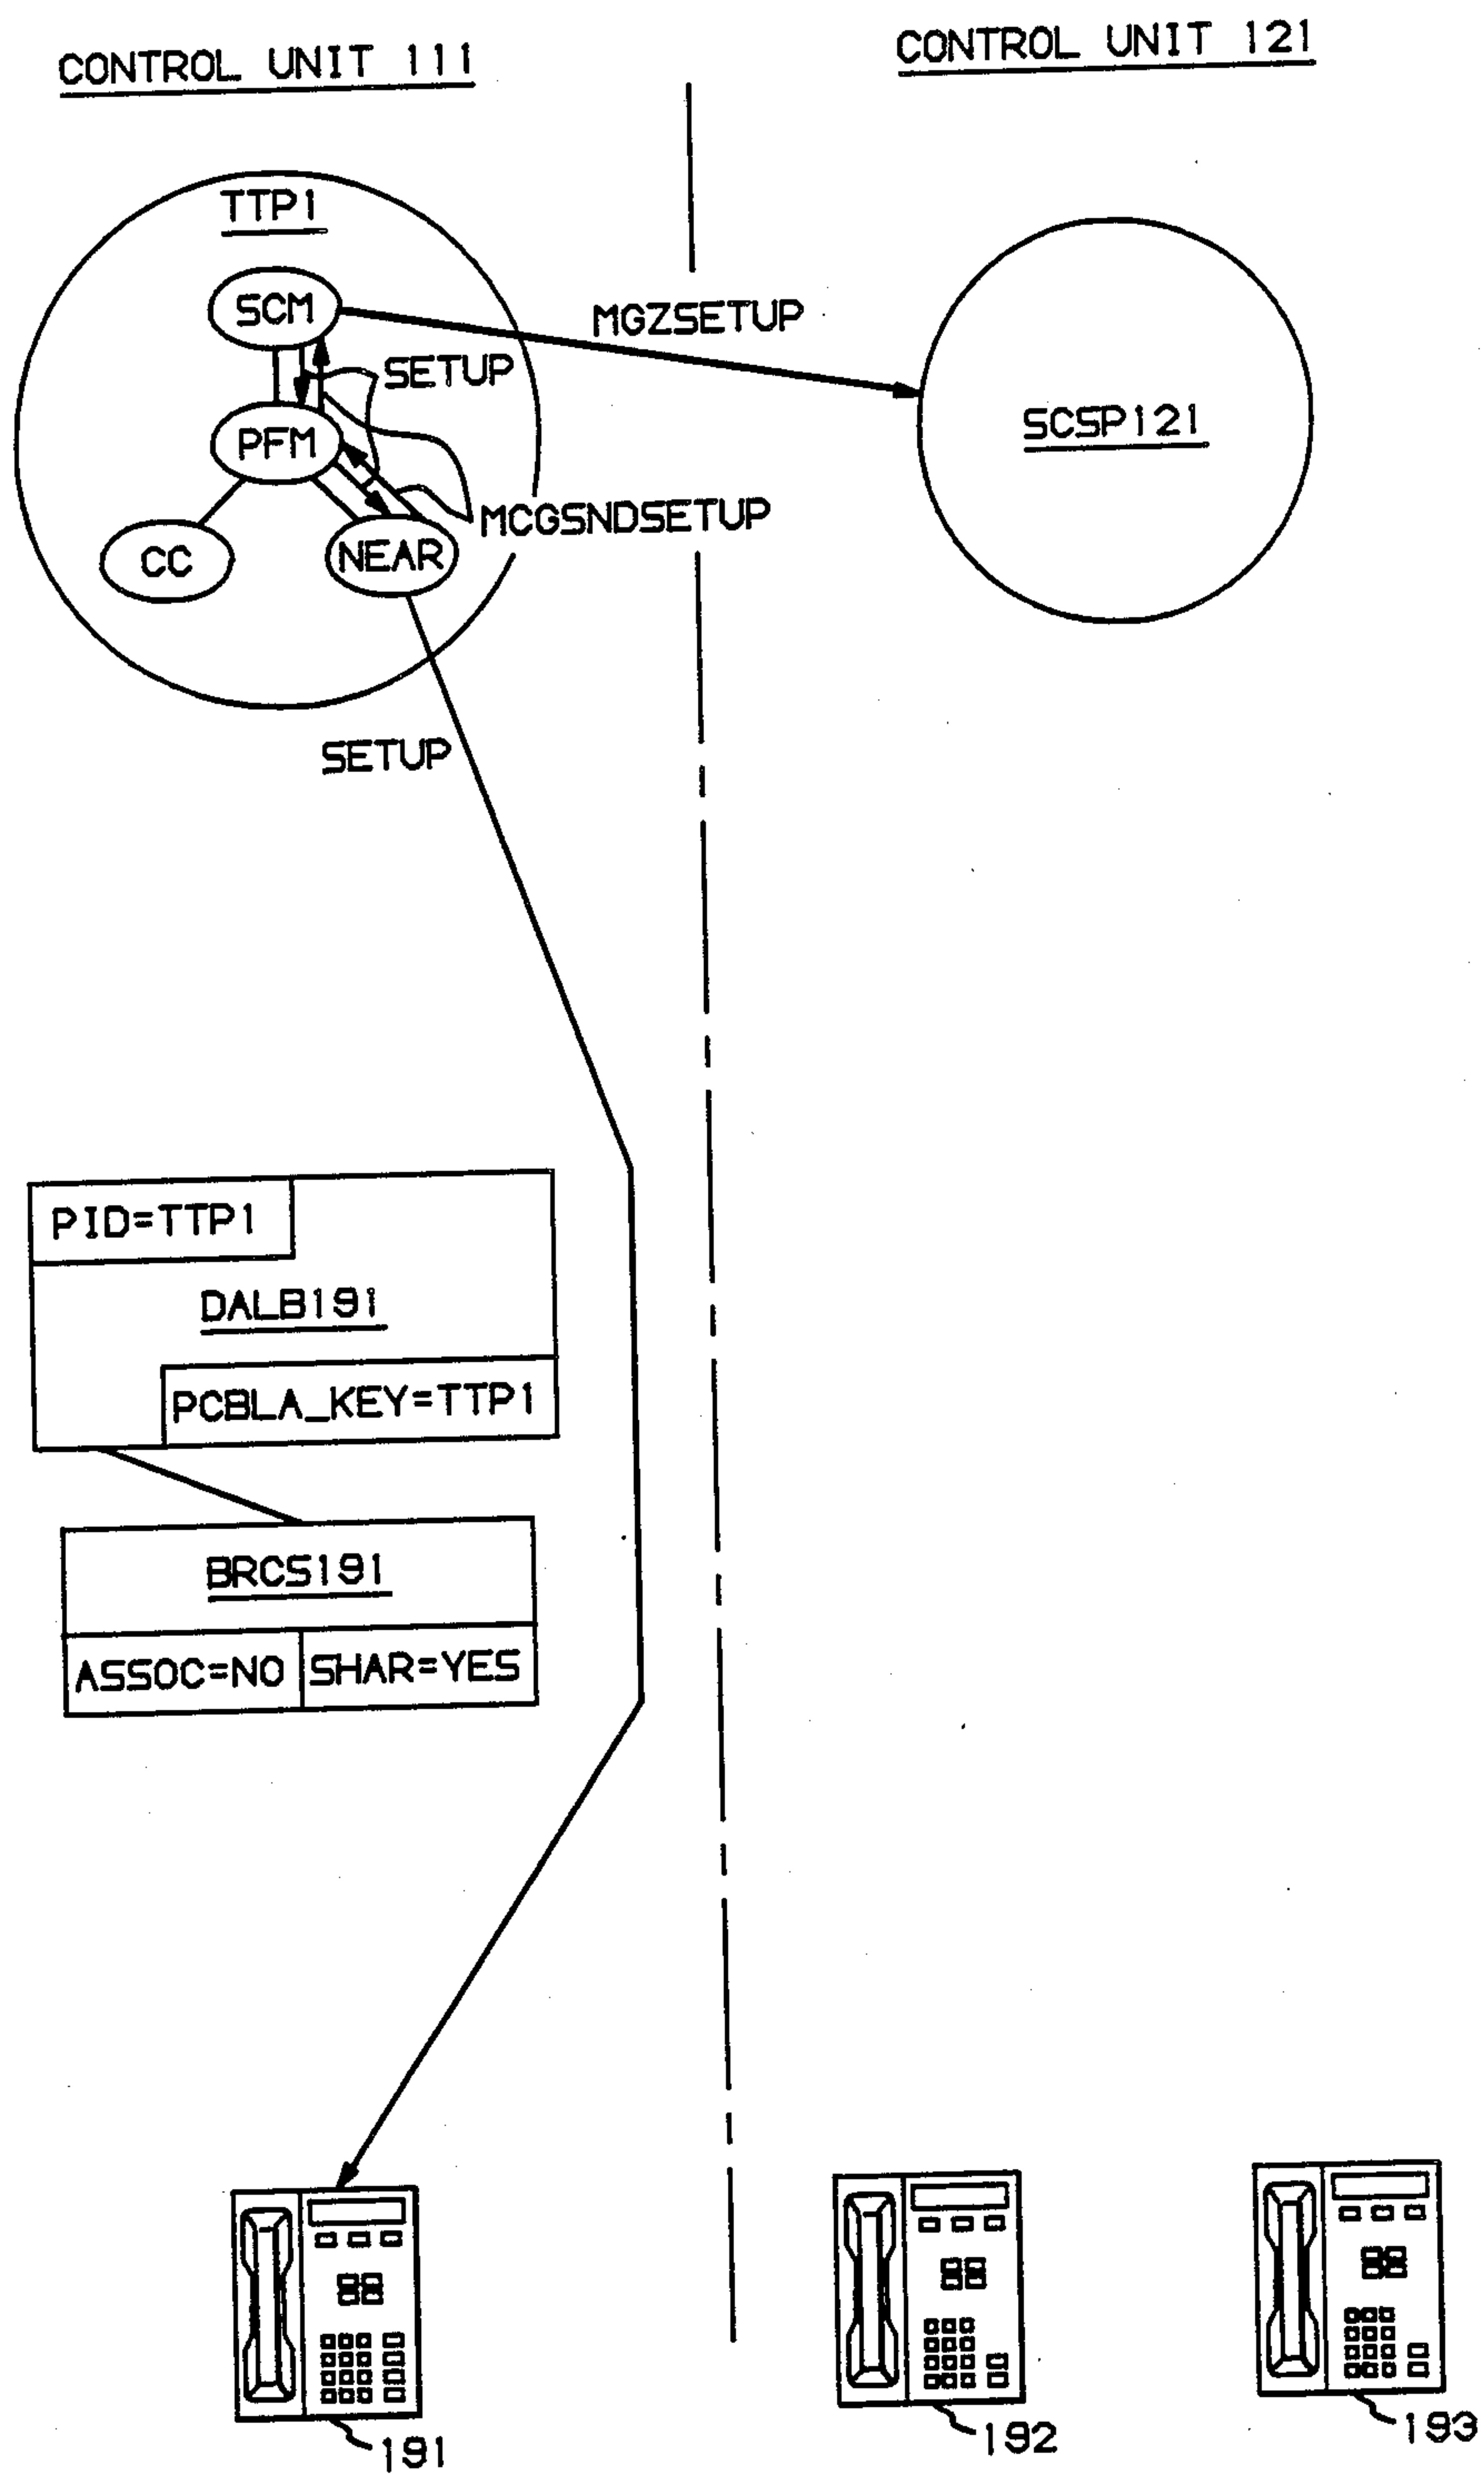 CONTROL UNIT 111
CONTROL UNIT 121
TTP1
SCM
MGZSETUP
SETUP
PFM
SCSP121
MCGSNDSETUP
CC
NEAR
SETUP
PID=TTP1
DALB191
PCBLA_KEY=TTP1
BRCS191
ASSOC=NO
SHAR=YES
191
192
193